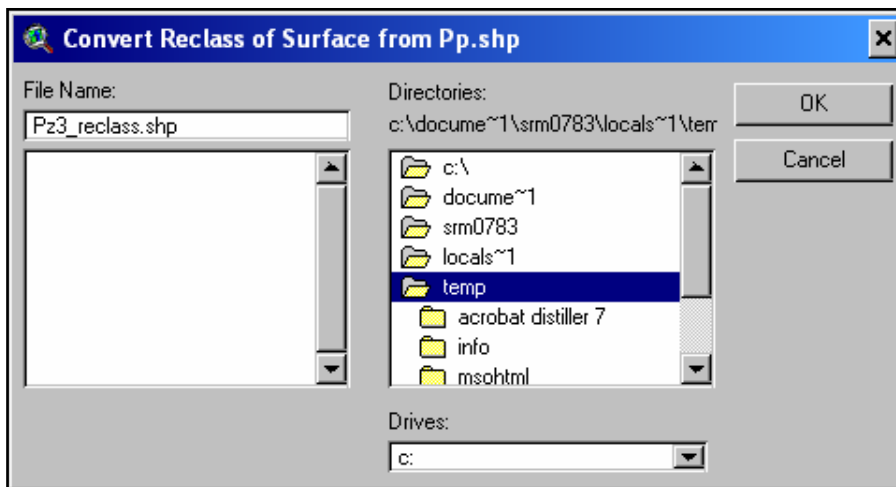 Convert Reclass of Surface from Pp.shp
File Name:
Pz3_reclass.shp
Directories:
c:\docume~1\srm0783\locals~1\tem
c:\
docume~1
srm0783
locals~1
temp
acrobat distiller 7
info
msohtml
Drives:
c:
OK
Cancel